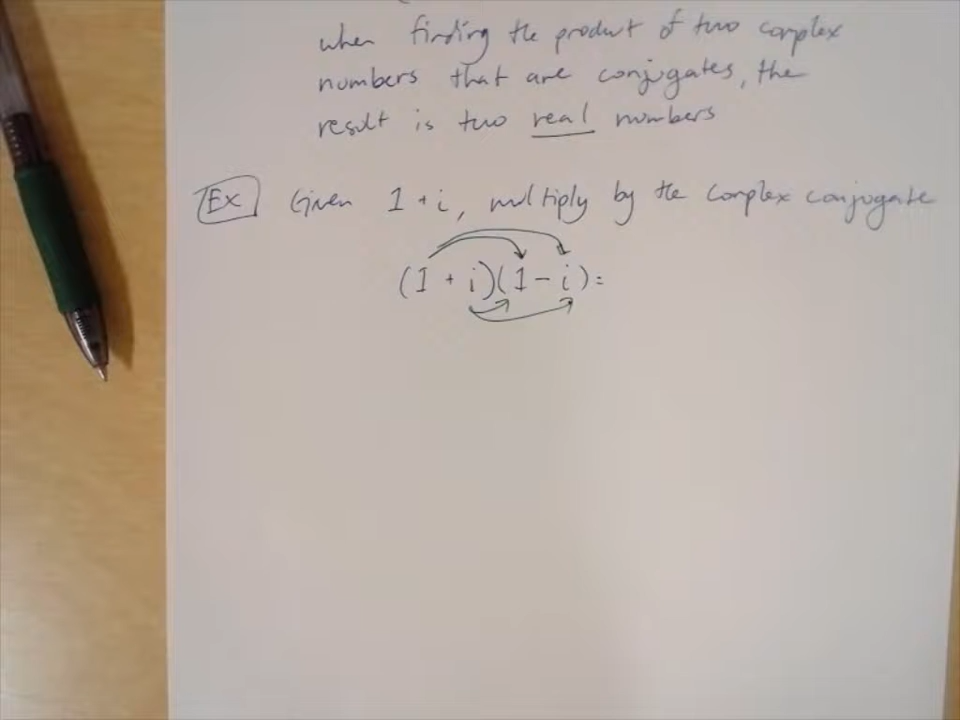 when finding the product of two complex
numbers that are conjugates, the
result is two real numbers
Ex Given 1 + i, multiply by the complex conjugate
(1 + i)(1 - i) =